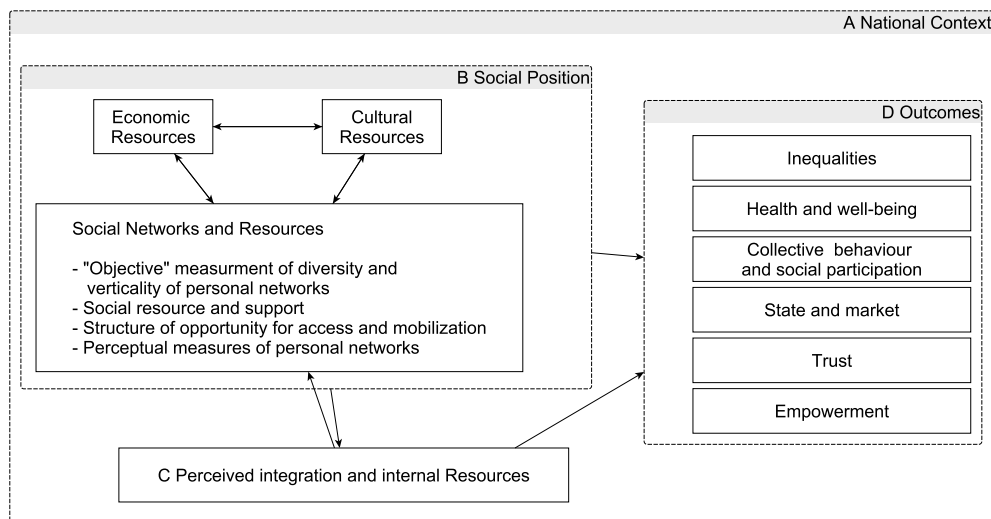 A National Context
B Social Position
Economic
Resources
Cultural
Resources
Social Networks and Resources
- "Objective" measurment of diversity and
verticality of personal networks
- Social resource and support
- Structure of opportunity for access and mobilization
- Perceptual measures of personal networks
C Perceived integration and internal Resources
D Outcomes
Inequalities
Health and well-being
Collective behaviour
and social participation
State and market
Trust
Empowerment